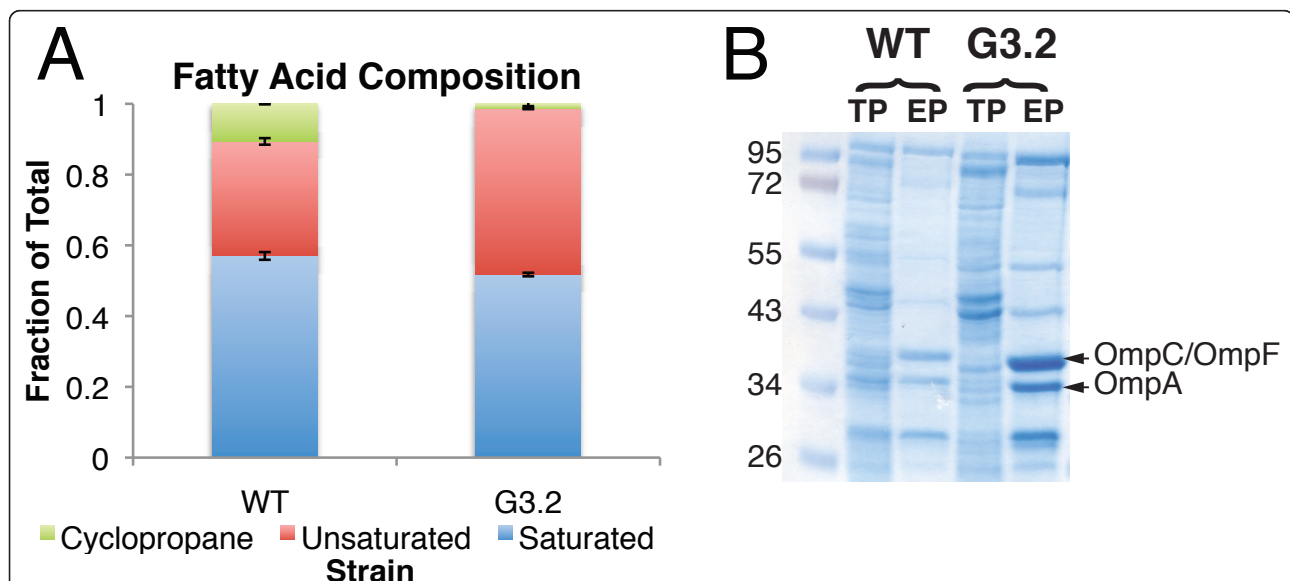 A
Fatty Acid Composition
Fraction of Total
1
0.8
0.6
0.4
0.2
0
WT
G3.2
Cyclopropane Unsaturated Saturated
Strain
B
WT G3.2
TP EP TP EP
95
72
55
43
34
26
OmpC/OmpF
OmpA